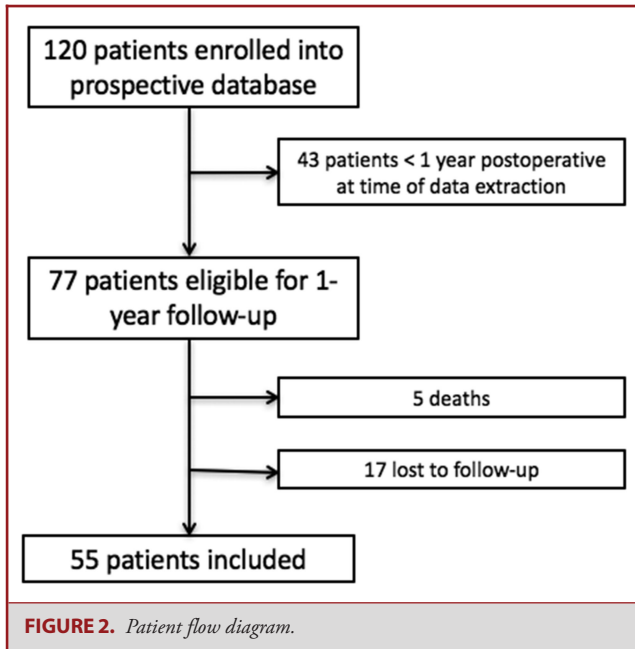 120 patients enrolled into
prospective database
43 patients < 1 year postoperative
at time of data extraction
77 patients eligible for 1-
year follow-up
5 deaths
17 lost to follow-up
55 patients included
FIGURE 2. Patient flow diagram.